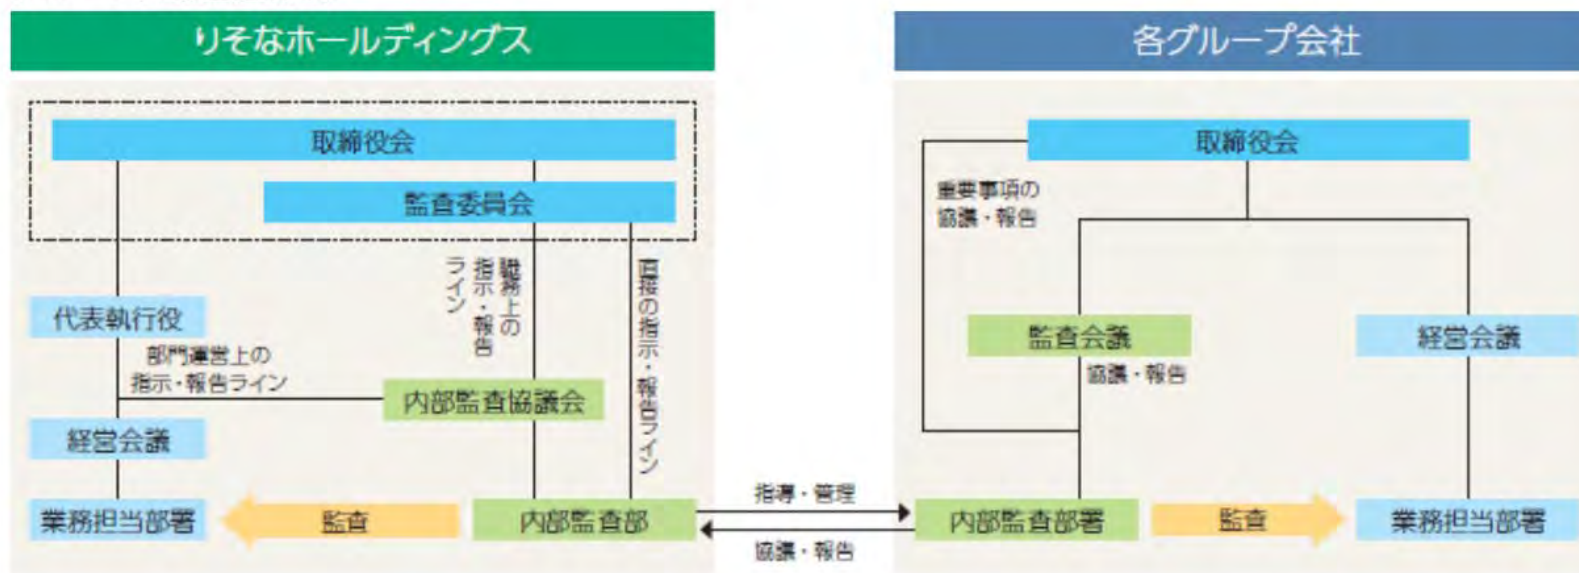 りそなホールディングス
取締役会
監査委員会
職務上の
指示・報告
ライン
直接の指示・報告ライン
代表執行役
部門運営上の
指示・報告ライン
内部監査協議会
経営会議
業務担当部署
監査
内部監査部
指導・管理
協議・報告
各グループ会社
取締役会
重要事項の
協議・報告
監査会議
協議・報告
経営会議
内部監査部署
監査
業務担当部署